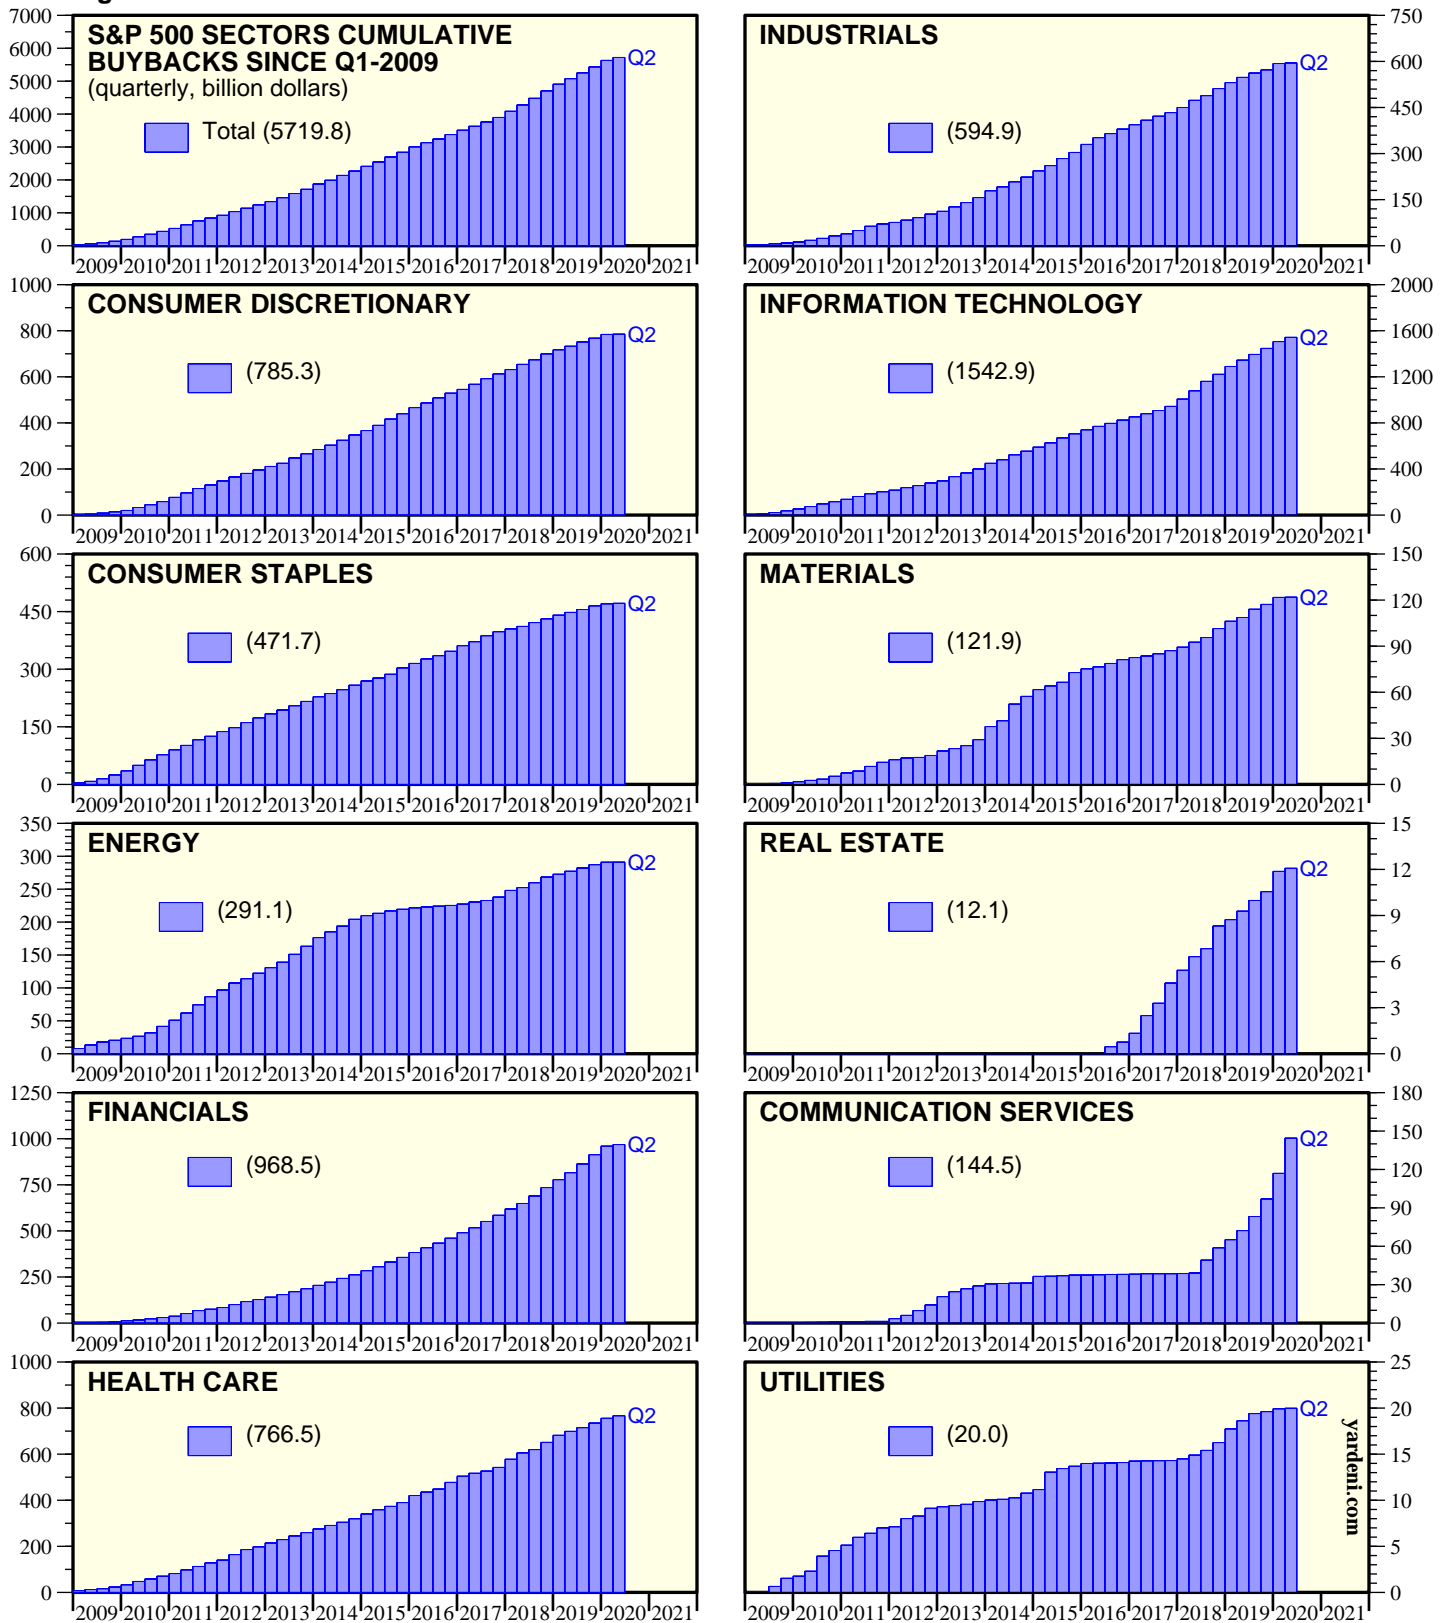 7000
6000
5000
4000
3000
2000
1000
0
S&P 500 SECTORS CUMULATIVE
BUYBACKS SINCE Q1-2009
(quarterly, billion dollars)
Total (5719.8)
Q2
2009 2010 2011 2012 2013 2014 2015 2016 2017 2018 2019 2020 2021
INDUSTRIALS
(594.9)
Q2
750
600
450
300
150
0
2009 2010 2011 2012 2013 2014 2015 2016 2017 2018 2019 2020 2021
1000
800
600
400
200
0
CONSUMER DISCRETIONARY
(785.3)
Q2
2009 2010 2011 2012 2013 2014 2015 2016 2017 2018 2019 2020 2021
INFORMATION TECHNOLOGY
(1542.9)
Q2
2000
1600
1200
800
400
0
2009 2010 2011 2012 2013 2014 2015 2016 2017 2018 2019 2020 2021
600
450
300
150
0
CONSUMER STAPLES
(471.7)
Q2
2009 2010 2011 2012 2013 2014 2015 2016 2017 2018 2019 2020 2021
MATERIALS
(121.9)
Q2
150
120
90
60
30
0
2009 2010 2011 2012 2013 2014 2015 2016 2017 2018 2019 2020 2021
350
300
250
200
150
100
50
0
ENERGY
(291.1)
Q2
2009 2010 2011 2012 2013 2014 2015 2016 2017 2018 2019 2020 2021
REAL ESTATE
(12.1)
Q2
15
12
9
6
3
0
2009 2010 2011 2012 2013 2014 2015 2016 2017 2018 2019 2020 2021
1250
1000
750
500
250
0
FINANCIALS
(968.5)
Q2
2009 2010 2011 2012 2013 2014 2015 2016 2017 2018 2019 2020 2021
COMMUNICATION SERVICES
(144.5)
Q2
180
150
120
90
60
30
0
2009 2010 2011 2012 2013 2014 2015 2016 2017 2018 2019 2020 2021
1000
800
600
400
200
0
HEALTH CARE
(766.5)
Q2
2009 2010 2011 2012 2013 2014 2015 2016 2017 2018 2019 2020 2021
UTILITIES
(20.0)
Q2
25
20
15
10
5
0
yardeni.com
2009 2010 2011 2012 2013 2014 2015 2016 2017 2018 2019 2020 2021